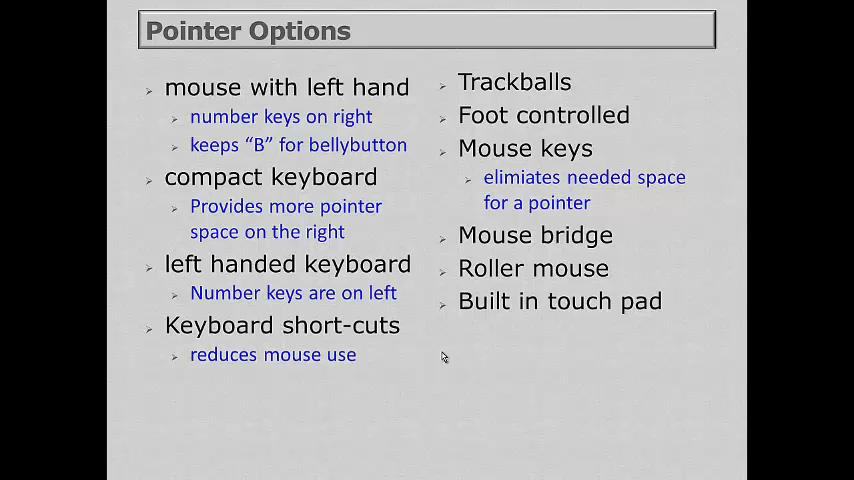 Pointer Options
mouse with left hand
number keys on right
keeps “B” for bellybutton
compact keyboard
Provides more pointer
space on the right
left handed keyboard
Number keys are on left
Keyboard short-cuts
reduces mouse use
Trackballs
Foot controlled
Mouse keys
elimiates needed space
for a pointer
Mouse bridge
Roller mouse
Built in touch pad